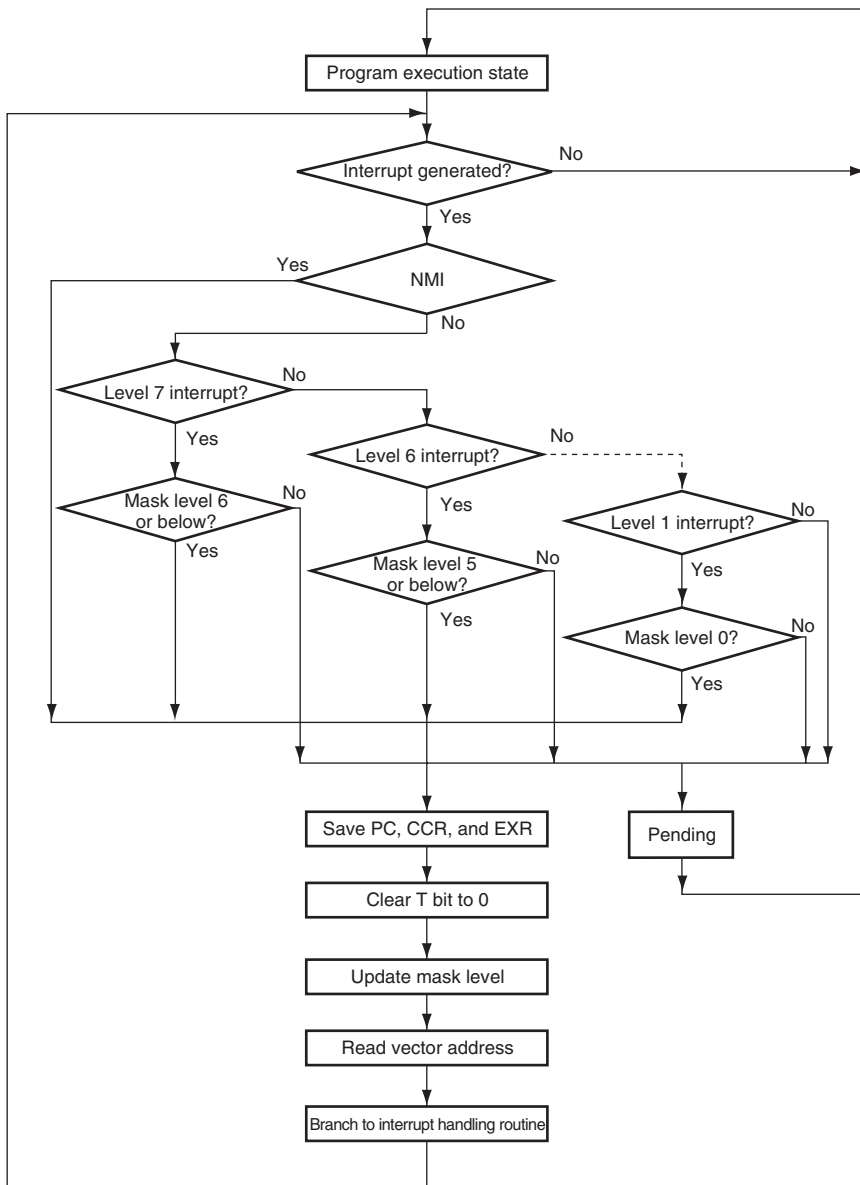 Program execution state
Interrupt generated?
No
Yes
Yes
NMI
No
Level 7 interrupt?
No
Yes
Level 6 interrupt?
No
Yes
Mask level 6
or below?
No
Yes
Level 1 interrupt?
No
Yes
Mask level 5
or below?
No
Yes
Mask level 0?
No
Yes
Save PC, CCR, and EXR
Pending
Clear T bit to 0
Update mask level
Read vector address
Branch to interrupt handling routine